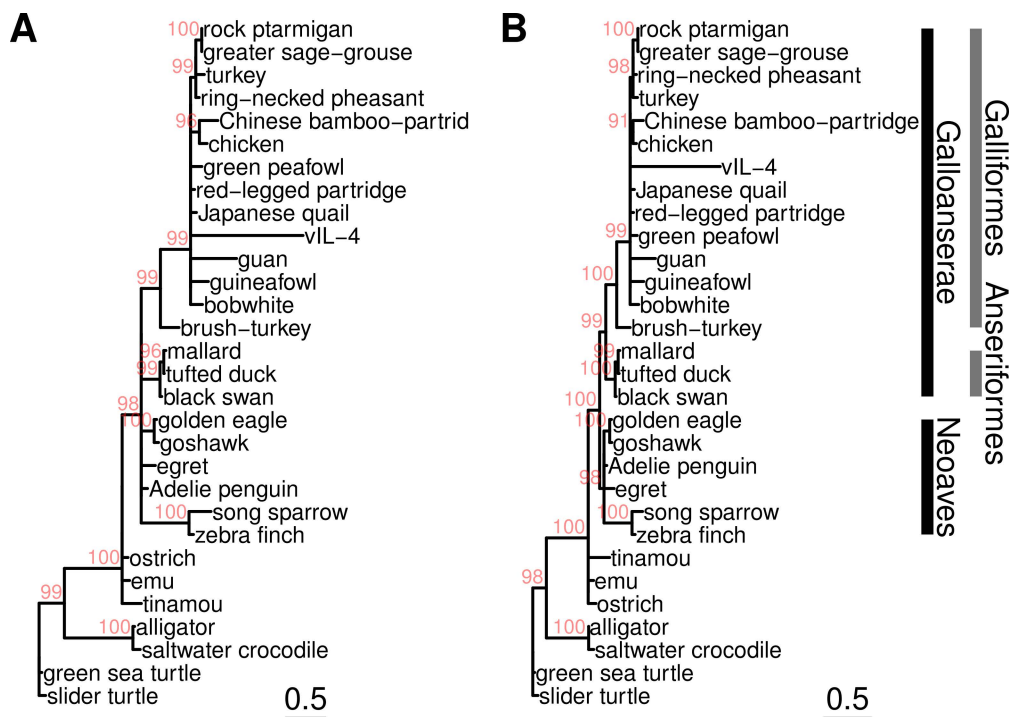 A
100 rock ptarmigan
greater sage−grouse
99 turkey
ring−necked pheasant
96 Chinese bamboo−partrid
chicken
green peafowl
red−legged partridge
Japanese quail
99 vIL−4
guan
99 guineafowl
bobwhite
brush−turkey
96 mallard
99 tufted duck
black swan
98
100 golden eagle
goshawk
egret
Adelie penguin
100 song sparrow
zebra finch
100 ostrich
emu
99 tinamou
100 alligator
saltwater crocodile
green sea turtle
slider turtle
0.5
B
100 rock ptarmigan
greater sage−grouse
98 ring−necked pheasant
turkey
91 Chinese bamboo−partridge
chicken
vIL−4
Japanese quail
red−legged partridge
99 green peafowl
guan
100 guineafowl
bobwhite
99 brush−turkey
99 mallard
100 tufted duck
100 black swan
100 golden eagle
goshawk
Adelie penguin
98 egret
100 song sparrow
zebra finch
100 tinamou
98 emu
ostrich
100 alligator
saltwater crocodile
green sea turtle
slider turtle
0.5
Galloanserae
Neoaves
Galliformes
Anseriformes